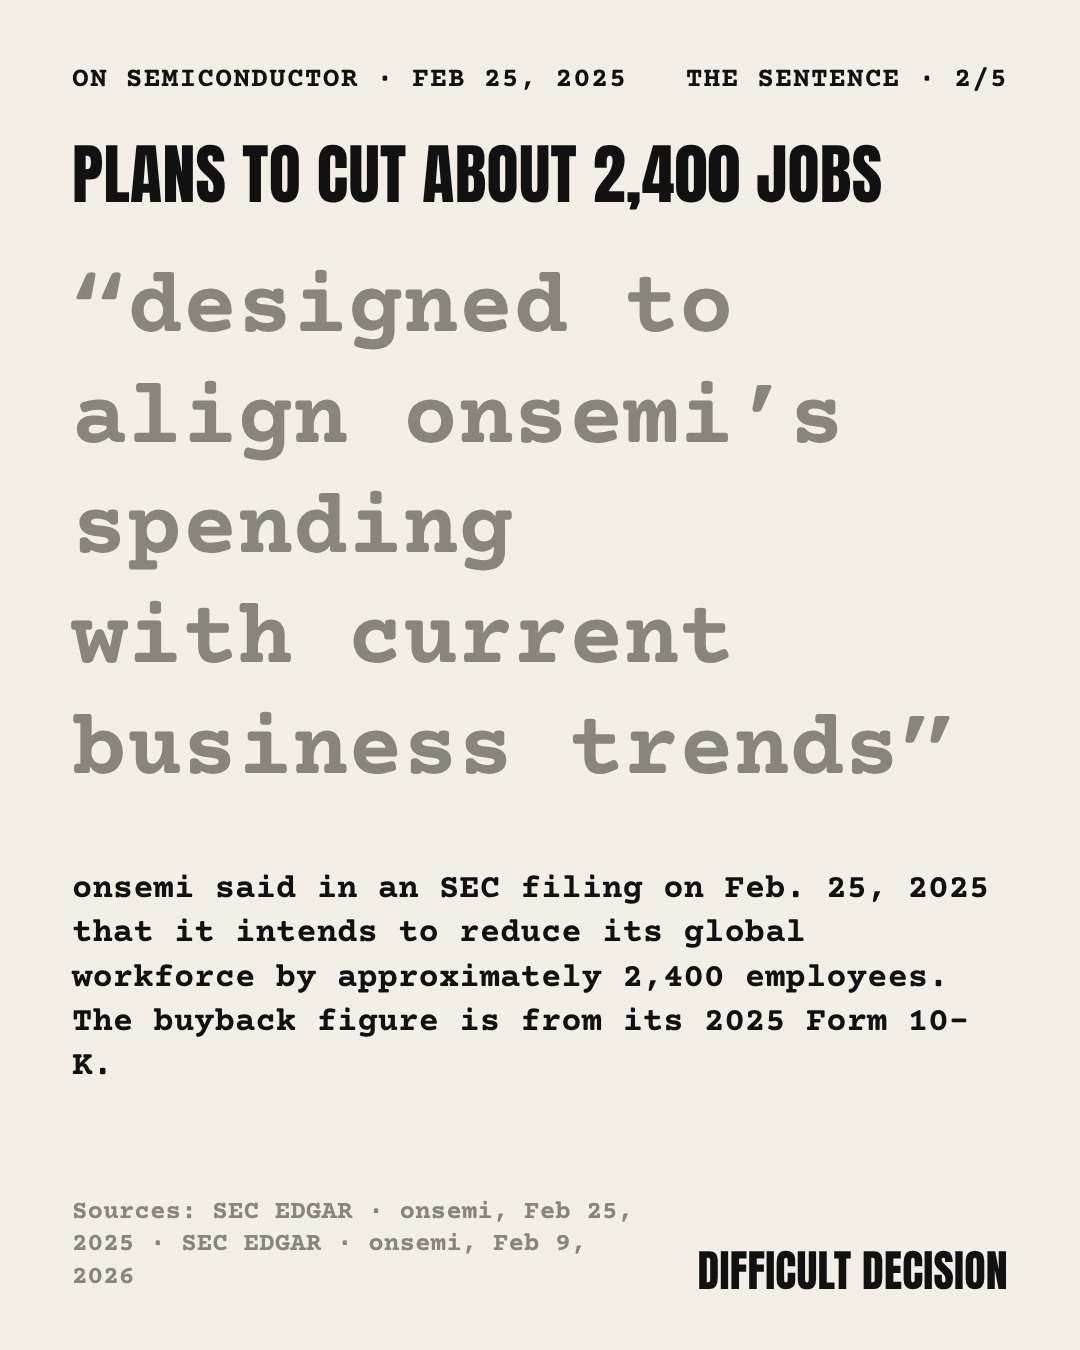 ON SEMICONDUCTOR · FEB 25, 2025
THE SENTENCE · 2/5
PLANS TO CUT ABOUT 2,400 JOBS
“designed to
align onsemi’s
spending
with current
business trends”
onsemi said in an SEC filing on Feb. 25, 2025
that it intends to reduce its global
workforce by approximately 2,400 employees.
The buyback figure is from its 2025 Form 10-
K.
Sources: SEC EDGAR · onsemi, Feb 25,
2025 · SEC EDGAR · onsemi, Feb 9,
2026
DIFFICULT DECISION